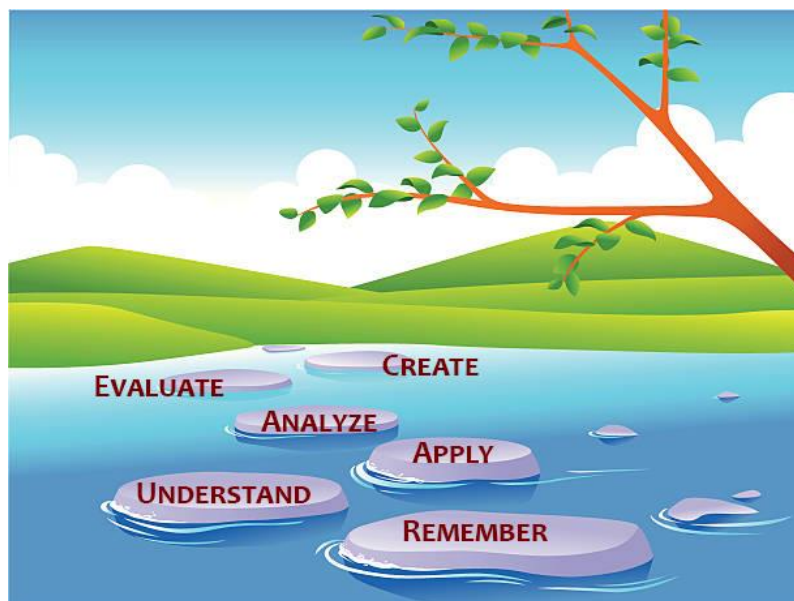 CREATE
EVALUATE
ANALYZE
APPLY
UNDERSTAND
REMEMBER